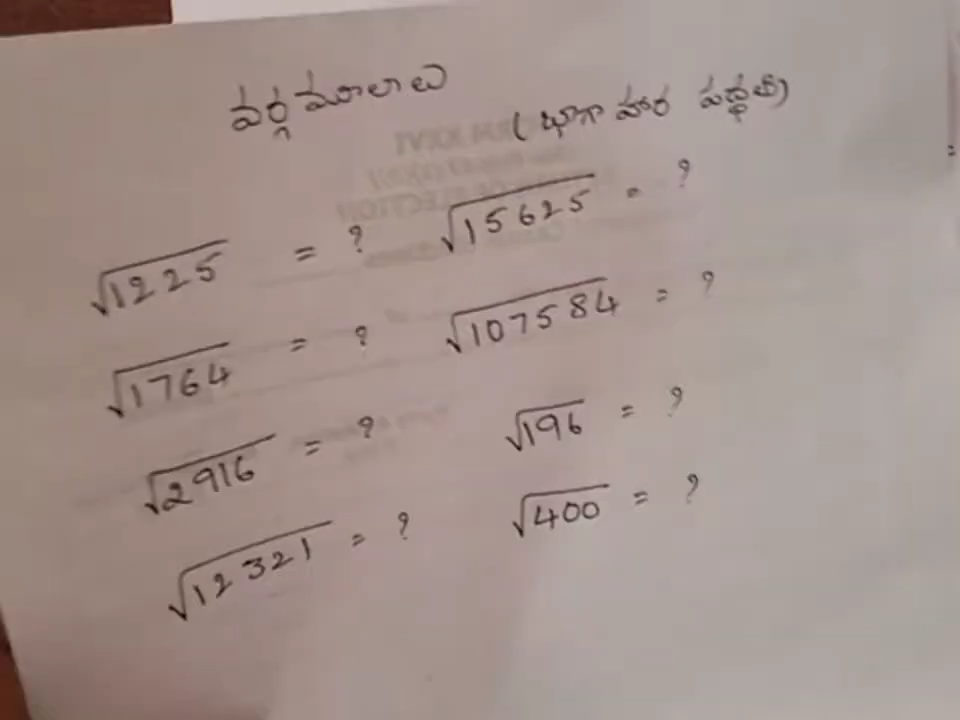 వర్గమూలాలు
(భాగాహార పద్ధతి)
√1225 = ? √15625 = ?
√1764 = ? √107584 = ?
√2916 = ? √196 = ?
√12321 = ? √400 = ?